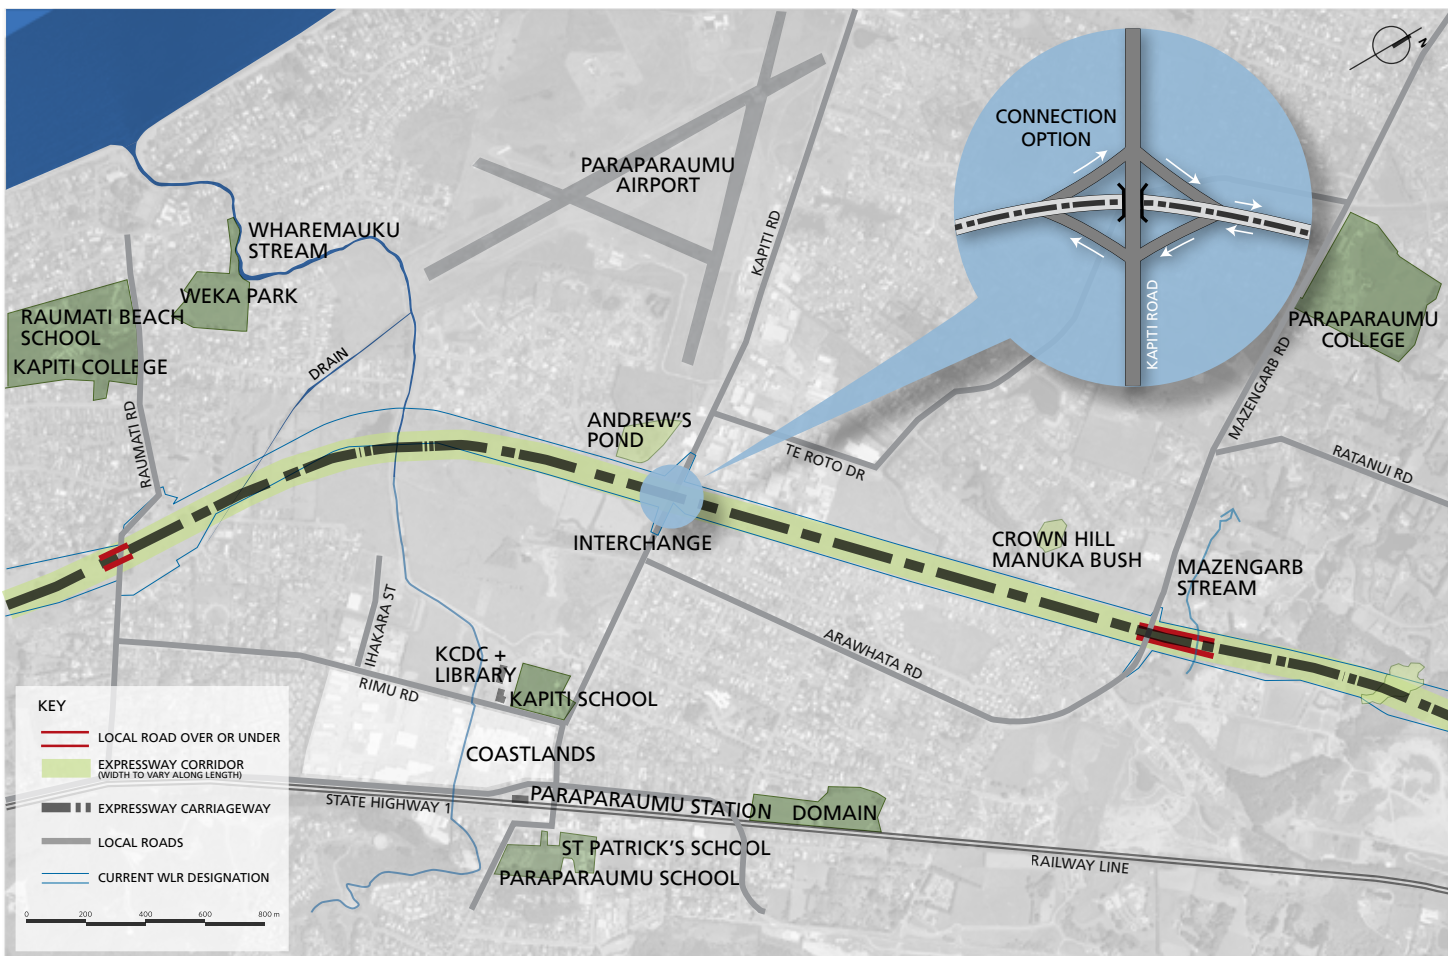 N
CONNECTION
OPTION
KAPITI ROAD
PARAPARAUMU
AIRPORT
KAPITI RD
WHAREMAUKU
STREAM
WEKA PARK
RAUMATI BEACH
SCHOOL
KAPITI COLLEGE
DRAIN
RAUMATI RD
PARAPARAUMU
COLLEGE
MAZENGARB RD
RATANUI RD
ANDREW'S
POND
TE ROTO DR
INTERCHANGE
CROWN HILL
MANUKA BUSH
MAZENGARB
STREAM
ARAWHATA RD
IHAKARA ST
KCDC +
LIBRARY
RIMU RD
KAPITI SCHOOL
COASTLANDS
STATE HIGHWAY 1
PARAPARAUMU STATION
DOMAIN
ST PATRICK'S SCHOOL
PARAPARAUMU SCHOOL
RAILWAY LINE
KEY
LOCAL ROAD OVER OR UNDER
EXPRESSWAY CORRIDOR
(WIDTH TO VARY ALONG LENGTH)
EXPRESSWAY CARRIAGEWAY
LOCAL ROADS
CURRENT WLR DESIGNATION
0 200 400 600 800 m